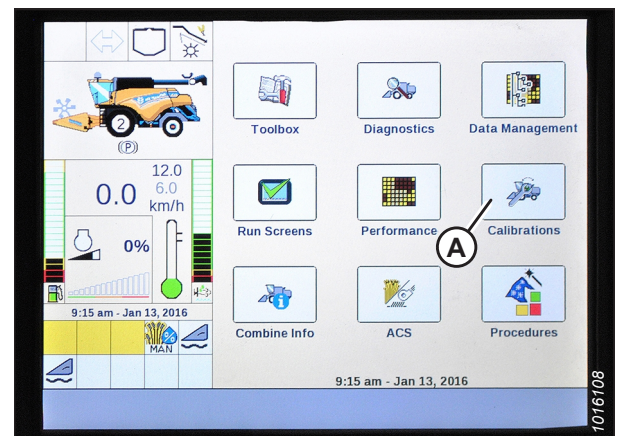 2
(P)
12.0
6.0
0.0
km/h
0%
9:15 am - Jan 13, 2016
MAN
Toolbox
Diagnostics
Data Management
Run Screens
Performance
Calibrations
A
Combine Info
ACS
Procedures
9:15 am - Jan 13, 2016
1016108